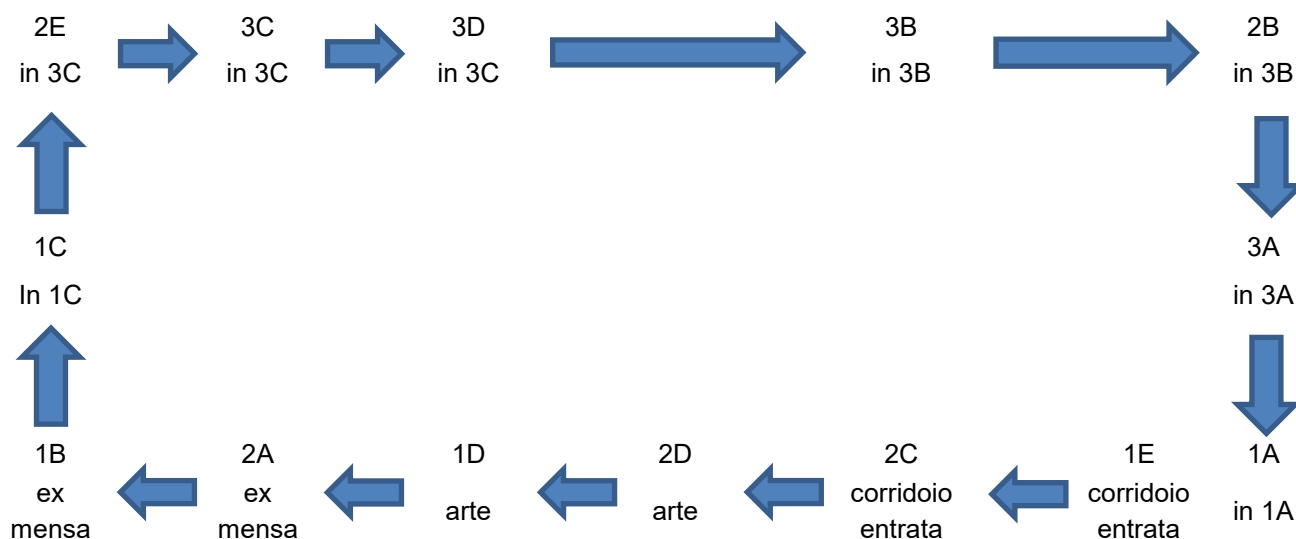 2E
in 3C
3C
in 3C
3D
in 3C
3B
in 3B
2B
in 3B
1C
In 1C
3A
in 3A
1B
ex
mensa
2A
ex
mensa
1D
arte
2D
arte
2C
corridoio
entrata
1E
corridoio
entrata
1A
in 1A